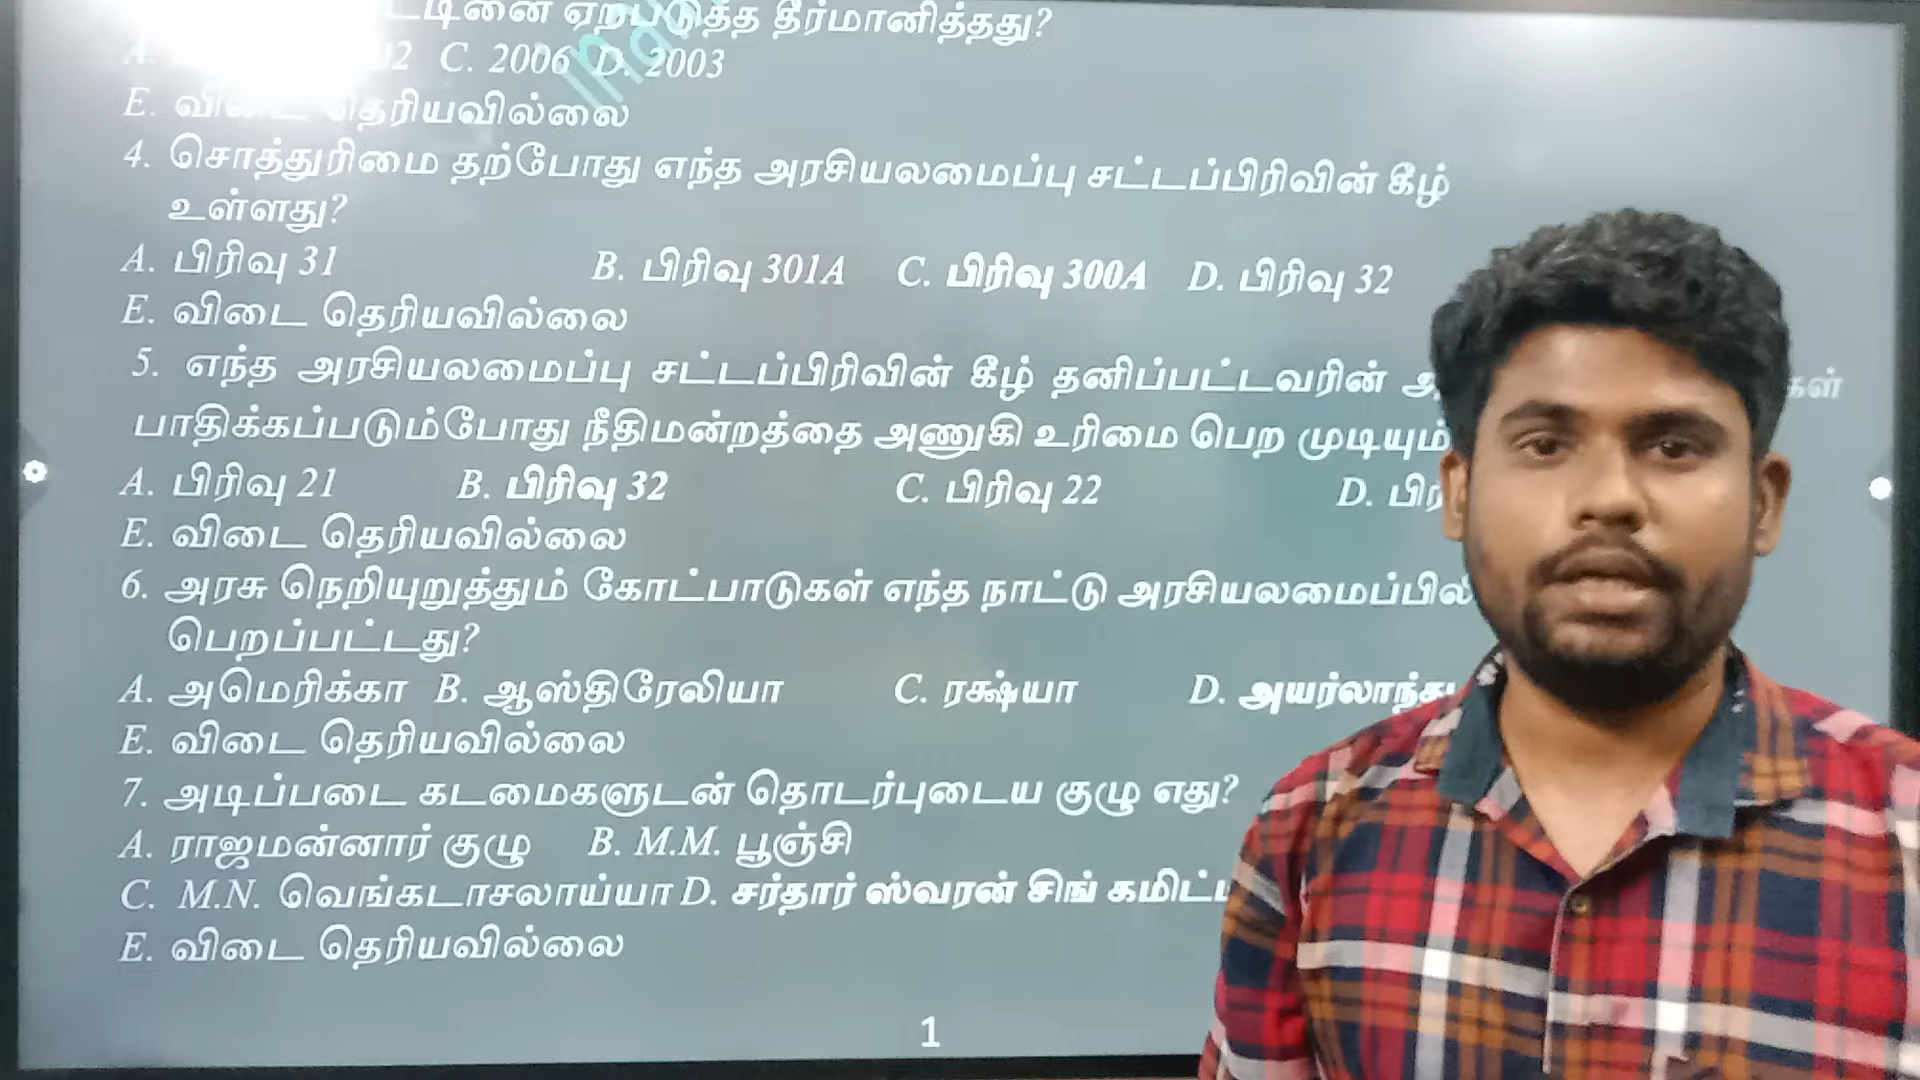 ஏற்படுத்த தீர்மானித்தது?
A. 02 C. 2006 D. 2003
E. விடை தெரியவில்லை
4. சொத்துரிமை தற்போது எந்த அரசியலமைப்பு சட்டப்பிரிவின் கீழ்
உள்ளது?
A. பிரிவு 31 B. பிரிவு 301A C. பிரிவு 300A D. பிரிவு 32
E. விடை தெரியவில்லை
5. எந்த அரசியலமைப்பு சட்டப்பிரிவின் கீழ் தனிப்பட்டவரின்
பாதிக்கப்படும்போது நீதிமன்றத்தை அணுகி உரிமை பெற முடியும்
A. பிரிவு 21 B. பிரிவு 32 C. பிரிவு 22 D.
E. விடை தெரியவில்லை
6. அரசு நெறியுறுத்தும் கோட்பாடுகள் எந்த நாட்டு அரசியலமைப்பில்
பெறப்பட்டது?
A. அமெரிக்கா B. ஆஸ்திரேலியா C. ரக்ஷ்யா D. அயர்லாந்து
E. விடை தெரியவில்லை
7. அடிப்படை கடமைகளுடன் தொடர்புடைய குழு எது?
A. ராஜமன்னார் குழு B. M.M. பூஞ்சி
C. M.N. வெங்கடாசலாய்யா D. சர்தார் ஸ்வரன் சிங்
E. விடை தெரியவில்லை
1